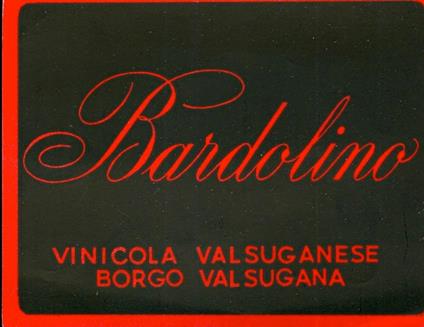 Bardolino
VINICOLA VALSUGANESE
BORGO VALSUGANA